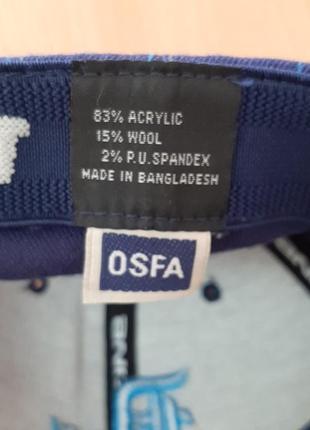 83% ACRYLIC
15% WOOL
2% P.U.SPANDEX
MADE IN BANGLADESH
OSFA